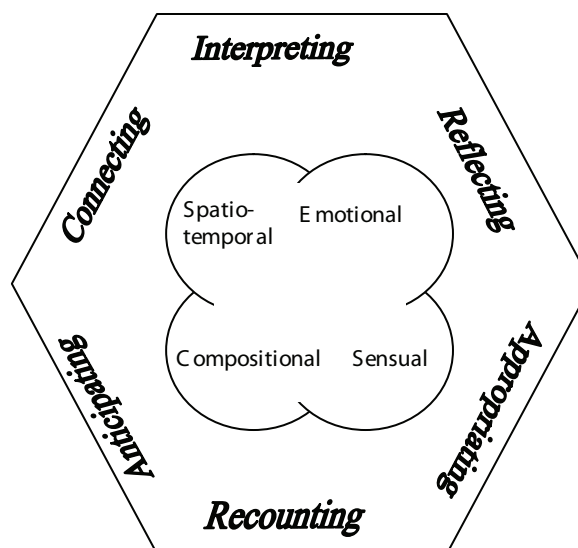 Interpreting
Connecting
Reflecting
Spatio-
temporal
Emotional
Compositional
Sensual
Anticipating
Appropriating
Recounting